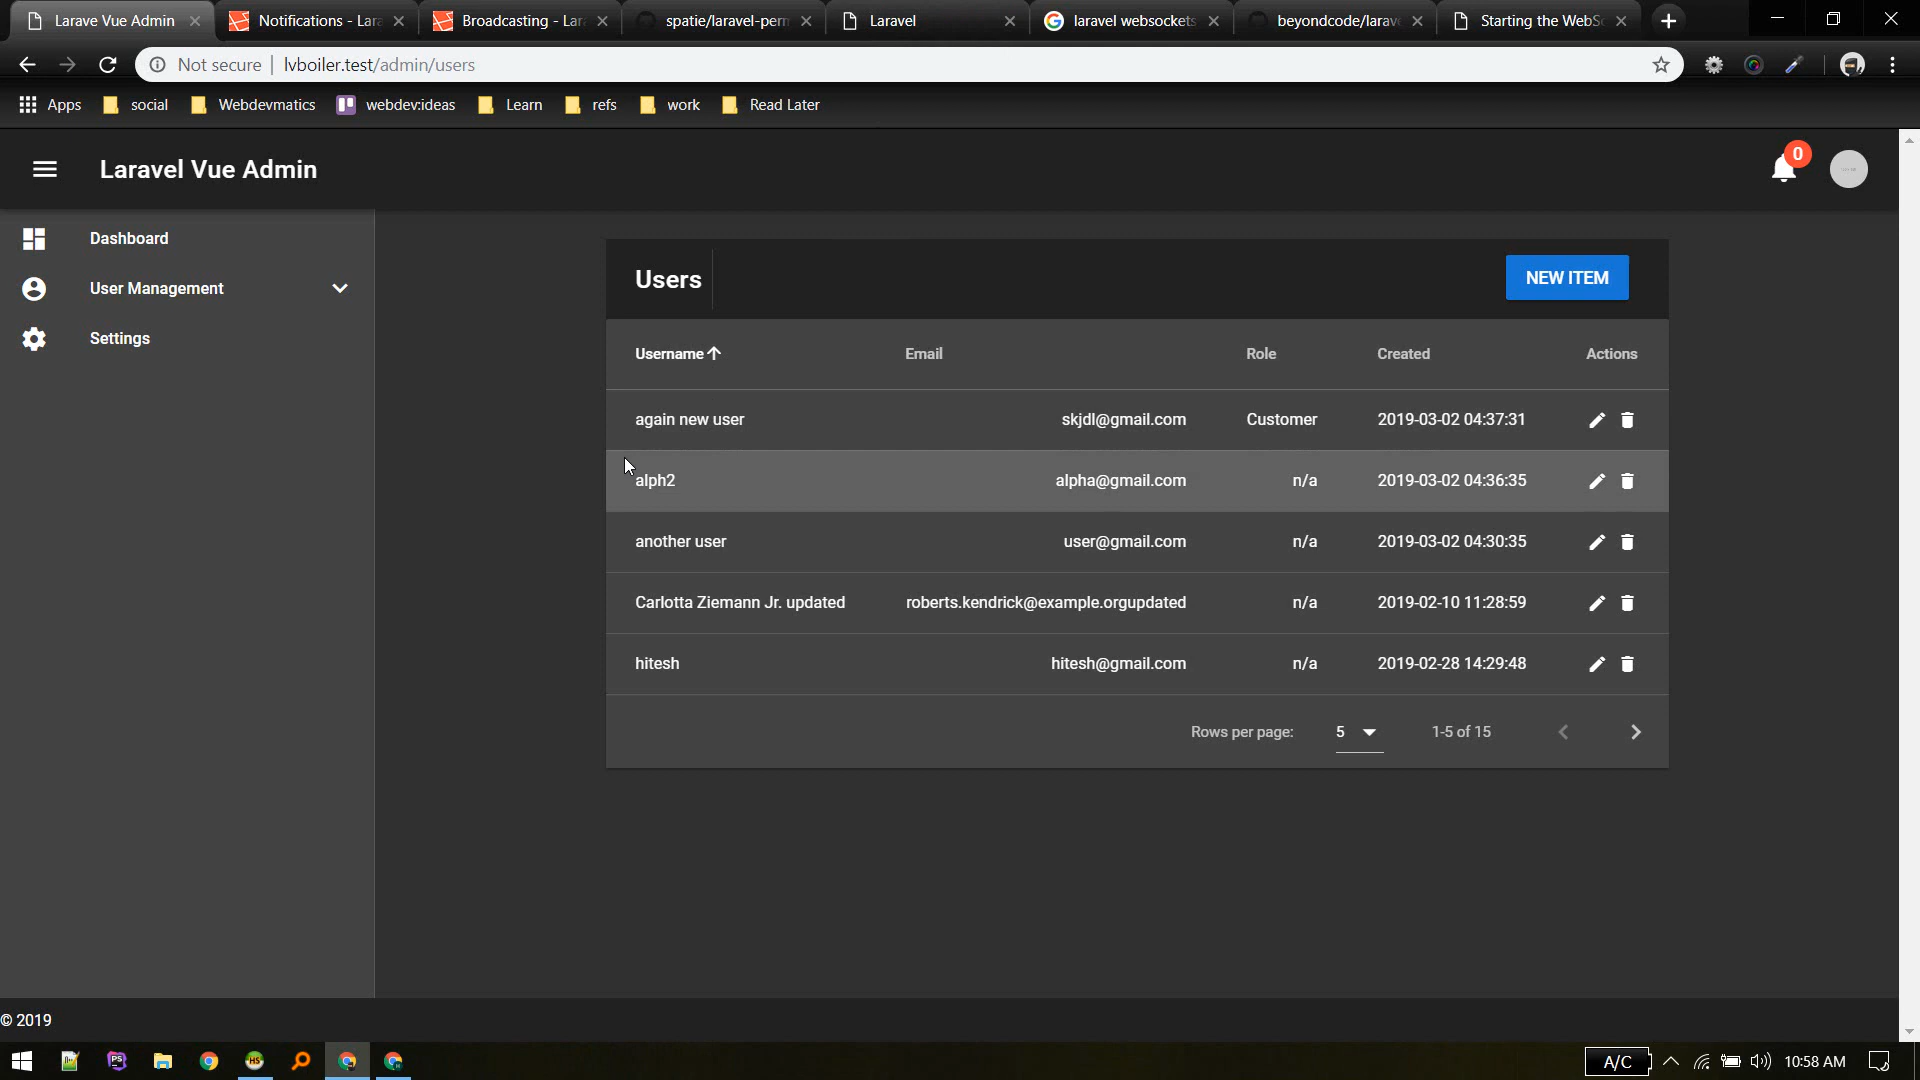 Larave Vue Admin
Notifications - Lara
Broadcasting - Lar
spatie/laravel-perm
Laravel
laravel websockets
beyondcode/larav
Starting the WebS
Not secure | lvboiler.test/admin/users
Apps social Webdevmatics webdev:ideas Learn refs work Read Later
Laravel Vue Admin
0
Dashboard
User Management
Settings
Users
NEW ITEM
Username Email Role Created Actions
again new user skjdl@gmail.com Customer 2019-03-02 04:37:31
alph2 alpha@gmail.com n/a 2019-03-02 04:36:35
another user user@gmail.com n/a 2019-03-02 04:30:35
Carlotta Ziemann Jr. updated roberts.kendrick@example.orgupdated n/a 2019-02-10 11:28:59
hitesh hitesh@gmail.com n/a 2019-02-28 14:29:48
Rows per page: 5 1-5 of 15
© 2019
A/C 10:58 AM